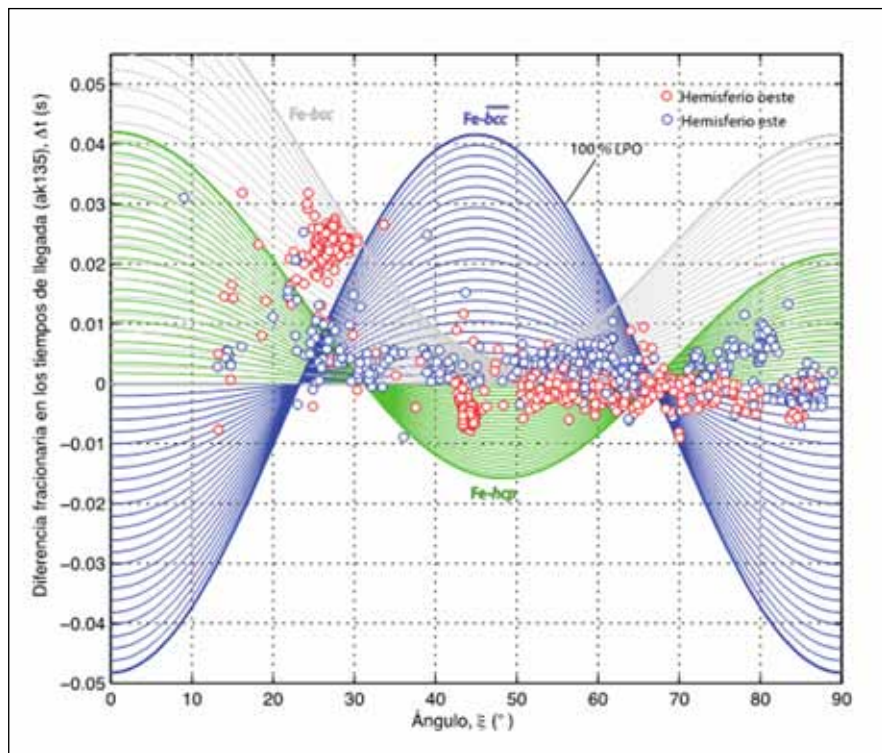 Diferencia fracionaria en los tiempos de llegada (ak135), Δt (s)
0.05
0.04
0.03
0.02
0.01
0
−0.01
−0.02
−0.03
−0.04
−0.05
Fe-bcc
Fe-bcc
Hemisferio oeste
Hemisferio este
100 % LPO
Fe-hcp
0
10
20
30
40
50
60
70
80
90
Ángulo, ξ (°)